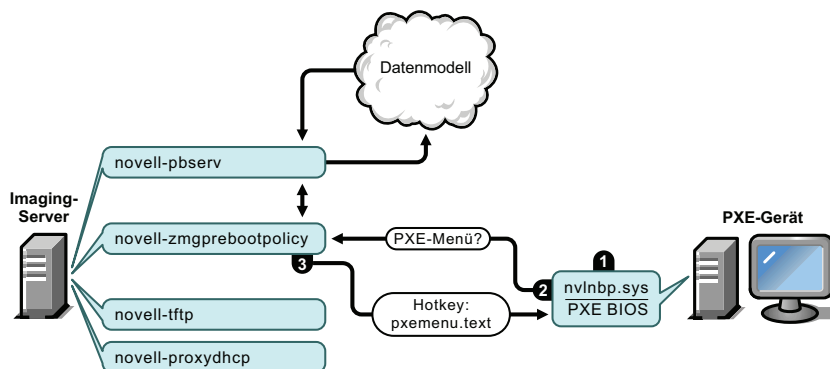 Datenmodell
novell-pbserv
Imaging-
Server
PXE-Gerät
novell-zmgprebootpolicy
PXE-Menü?
1
3
2
nvlnbp.sys
PXE BIOS
Hotkey:
pxemenu.text
novell-tftp
novell-proxydhcp